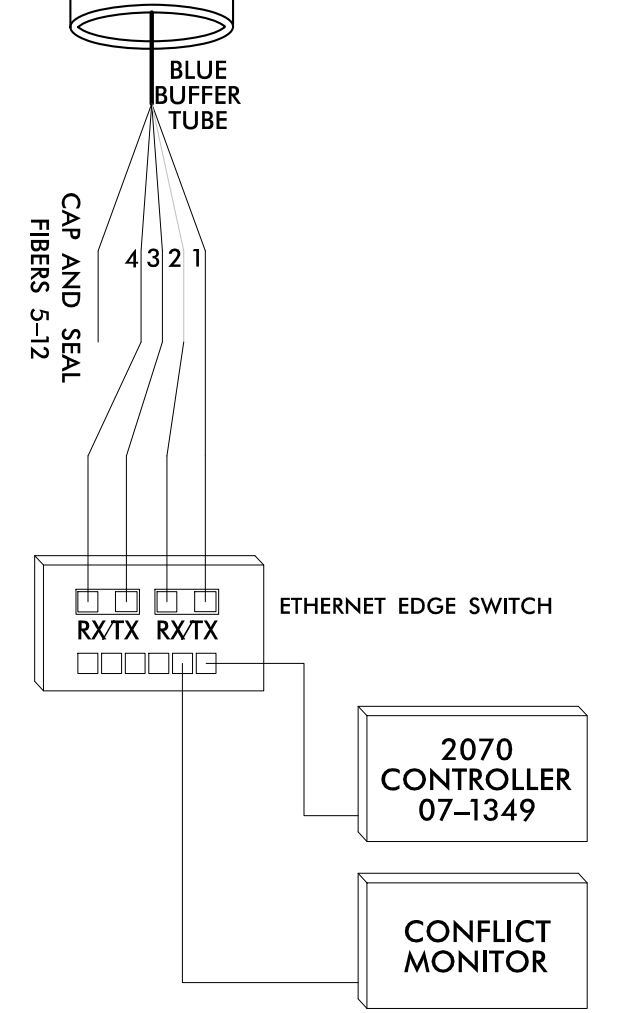 BLUE
BUFFER
TUBE
CAP AND SEAL
FIBERS 5–12
4 3 2 1
ETHERNET EDGE SWITCH
RX/TX RX/TX
2070
CONTROLLER
07–1349
CONFLICT
MONITOR